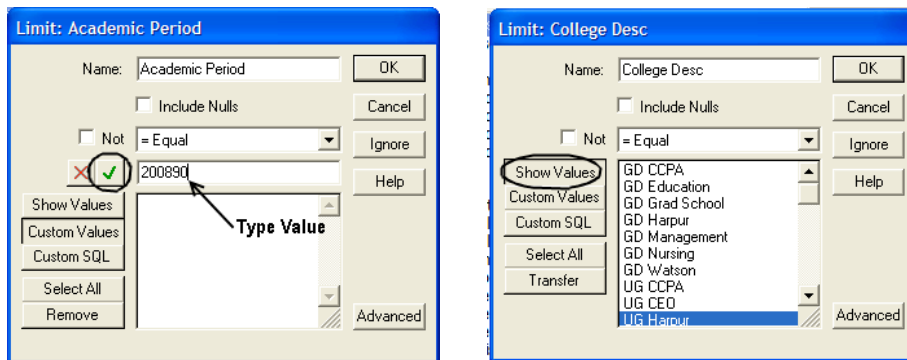 Limit: Academic Period
Name: Academic Period OK
Include Nulls Cancel
Not = Equal Ignore
200890 Help
Show Values
Type Value
Custom Values
Custom SQL
Select All
Remove Advanced
Limit: College Desc
Name: College Desc OK
Include Nulls Cancel
Not = Equal Ignore
Show Values GD CCPA Help
GD Education
Custom Values GD Grad School
Custom SQL GD Harpur
GD Management
Select All GD Nursing
GD Watson
Transfer UG CCPA
UG CEO
UG Harpur Advanced